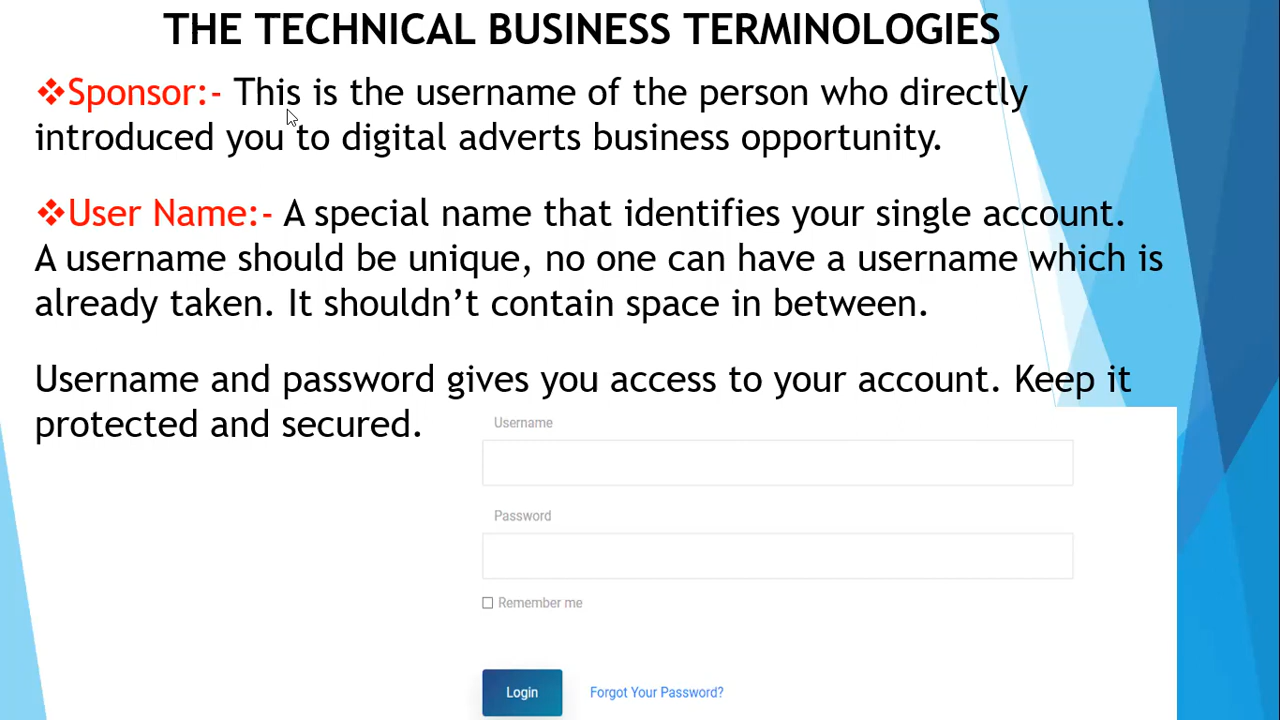 THE TECHNICAL BUSINESS TERMINOLOGIES
❖Sponsor:- This is the username of the person who directly
introduced you to digital adverts business opportunity.
❖User Name:- A special name that identifies your single account.
A username should be unique, no one can have a username which is
already taken. It shouldn’t contain space in between.
Username and password gives you access to your account. Keep it
protected and secured.
Username
Password
Remember me
Login Forgot Your Password?